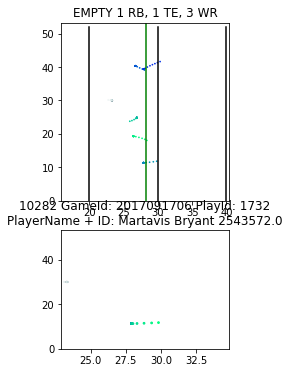 EMPTY 1 RB, 1 TE, 3 WR
50
40
30
20
10
0
20 25 30 35 40
10282 GameId: 2017091706 PlayId: 1732
PlayerName + ID: Martavis Bryant 2543572.0
40
20
0
25.0 27.5 30.0 32.5